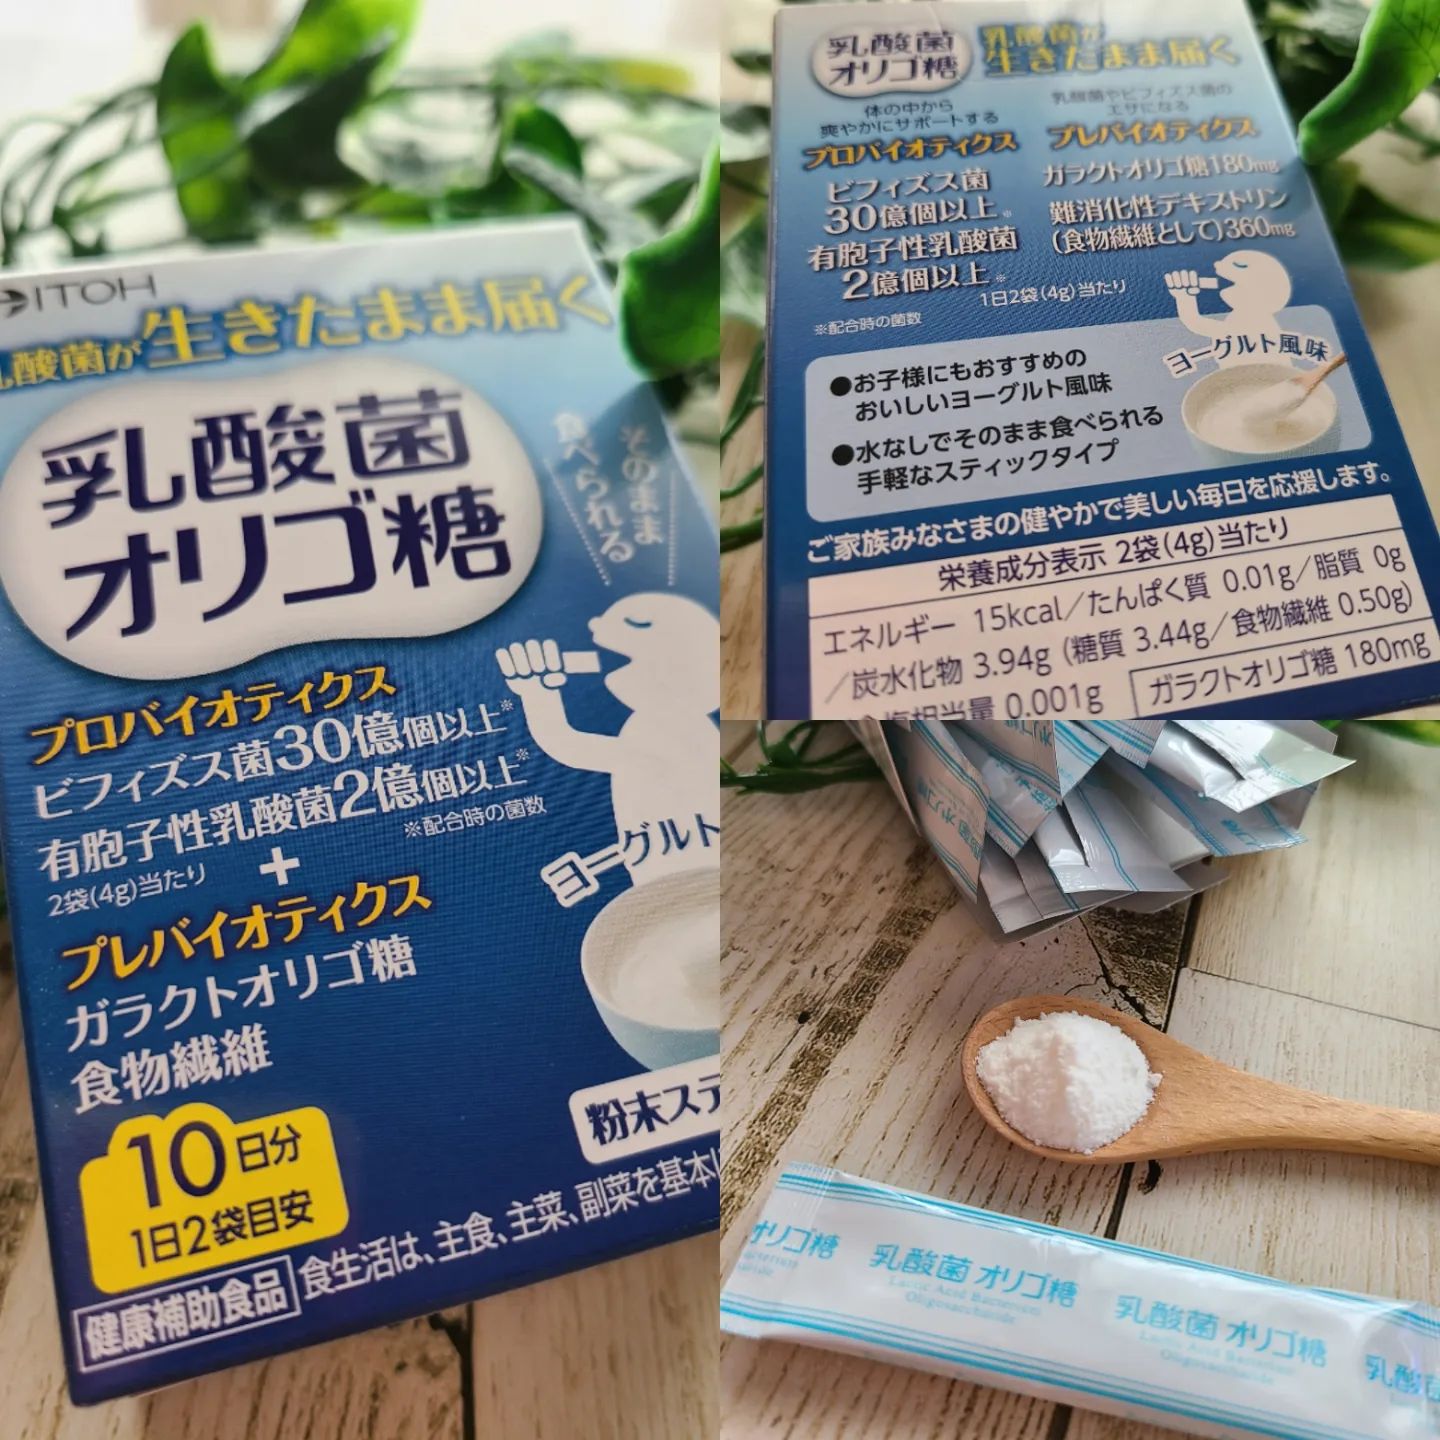 ITOH
乳酸菌が生きたまま届く
乳酸菌
オリゴ糖
そのまま
食べられる
プロバイオティクス
ビフィズス菌30億個以上※
有胞子性乳酸菌2億個以上※
※配合時の菌数
2袋(4g)当たり
+
プレバイオティクス
ガラクトオリゴ糖
食物繊維
ヨーグルト
粉末ステ
10日分
1日2袋目安
健康補助食品
食生活は、主食、主菜、副菜を基本
乳酸菌
オリゴ糖
乳酸菌が
生きたまま届く
体の中から
爽やかにサポートする
プロバイオティクス
ビフィズス菌
30億個以上※
有胞子性乳酸菌
2億個以上※
乳酸菌やビフィズス菌の
エサになる
プレバイオティクス
ガラクトオリゴ糖180mg
難消化性デキストリン
(食物繊維として)360mg
1日2袋(4g)当たり
※配合時の菌数
ヨーグルト風味
●お子様にもおすすめの
おいしいヨーグルト風味
●水なしでそのまま食べられる
手軽なスティックタイプ
ご家族みなさまの健やかで美しい毎日を応援します。
栄養成分表示 2袋(4g)当たり
エネルギー 15kcal/たんぱく質 0.01g/脂質 0g
/炭水化物 3.94g (糖質 3.44g/食物繊維 0.50g)
相当量 0.001g
ガラクトオリゴ糖 180mg
オリゴ糖
乳酸菌 オリゴ糖
Lactic Acid Bacterium
Oligosaccharide
乳酸菌 オリゴ糖
Lactic Acid Bacterium
Oligosaccharide
乳酸菌